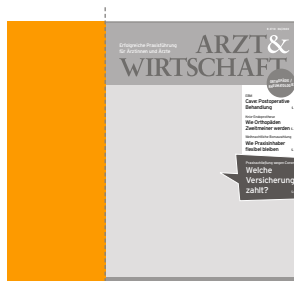 Erfolgreiche Praxisführung
für Ärztinnen und Ärzte
ARZT&
WIRTSCHAFT
Cave: Postoperative
Behandlung
Wie Orthopäden
Zweitmeiner werden
Wie Praxisinhaber
flexibel bleiben
Welche
Versicherung
zahlt?